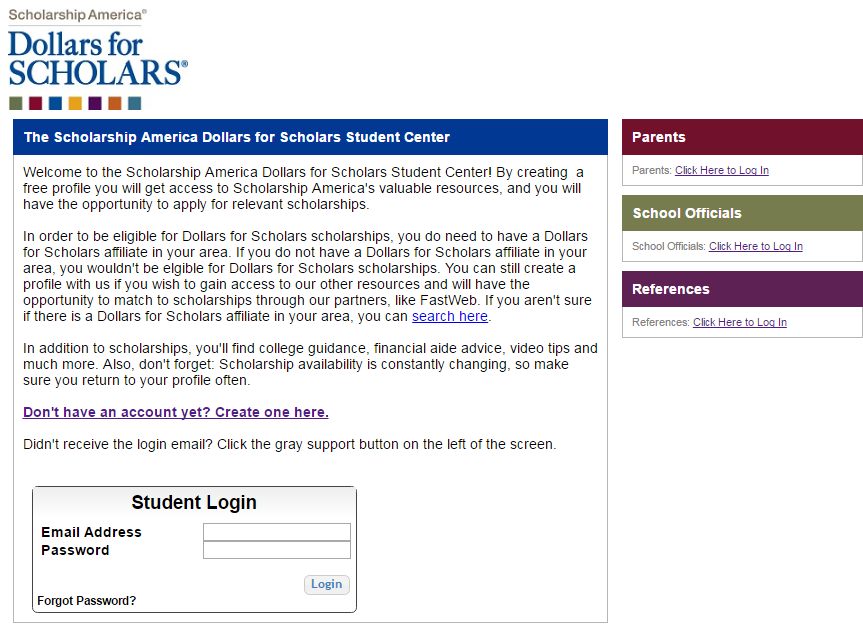 Scholarship America®
Dollars for
SCHOLARS®
The Scholarship America Dollars for Scholars Student Center
Welcome to the Scholarship America Dollars for Scholars Student Center! By creating a
free profile you will get access to Scholarship America's valuable resources, and you will
have the opportunity to apply for relevant scholarships.
In order to be eligible for Dollars for Scholars scholarships, you do need to have a Dollars
for Scholars affiliate in your area. If you do not have a Dollars for Scholars affiliate in your
area, you wouldn't be elgible for Dollars for Scholars scholarships. You can still create a
profile with us if you wish to gain access to our other resources and will have the
opportunity to match to scholarships through our partners, like FastWeb. If you aren't sure
if there is a Dollars for Scholars affiliate in your area, you can search here.
In addition to scholarships, you'll find college guidance, financial aide advice, video tips and
much more. Also, don't forget: Scholarship availability is constantly changing, so make
sure you return to your profile often.
Don't have an account yet? Create one here.
Didn't receive the login email? Click the gray support button on the left of the screen.
Student Login
Email Address
Password
Login
Forgot Password?
Parents
Parents: Click Here to Log In
School Officials
School Officials: Click Here to Log In
References
References: Click Here to Log In